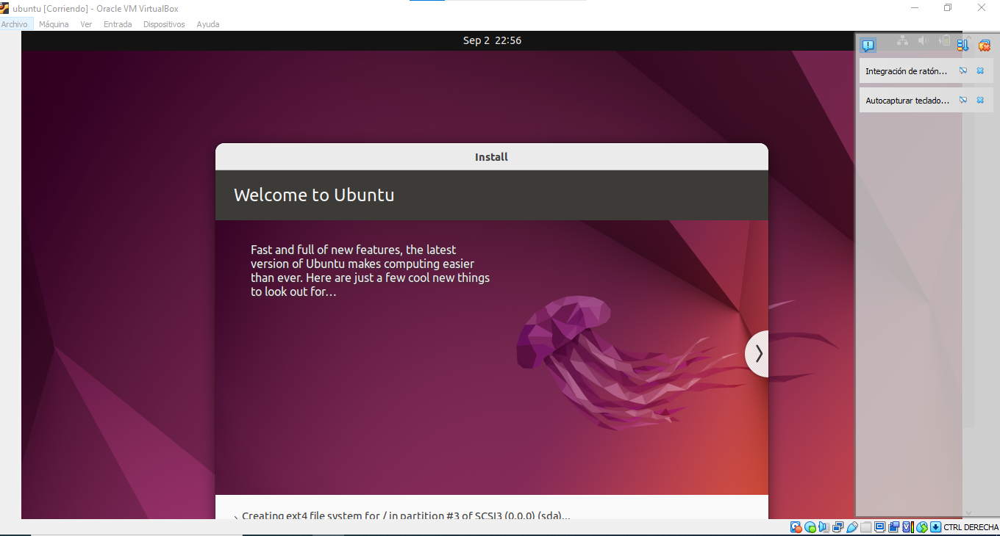 ubuntu [Corriendo] - Oracle VM VirtualBox
Archivo Máquina Ver Entrada Dispositivos Ayuda
Sep 2 22:56
Integración de ratón...
Autocapturar teclado...
Install
Welcome to Ubuntu
Fast and full of new features, the latest
version of Ubuntu makes computing easier
than ever. Here are just a few cool new things
to look out for...
Creating ext4 file system for / in partition #3 of SCSI3 (0,0,0) (sda)...
CTRL DERECHA